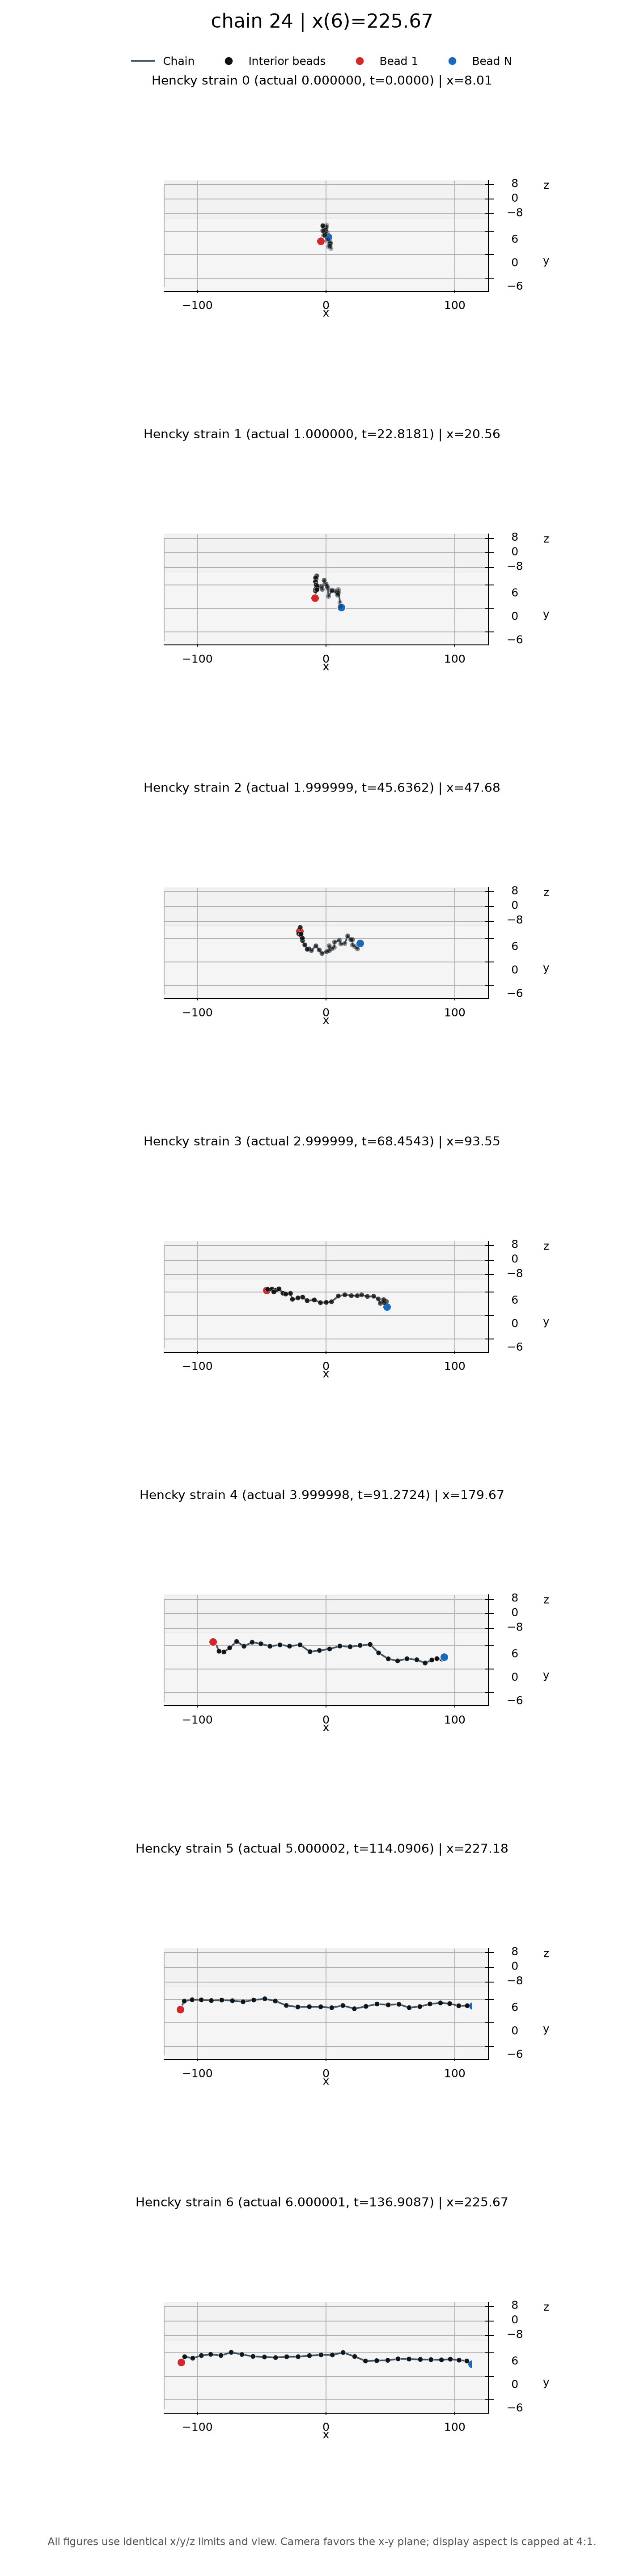 chain 24 | x(6)=225.67
Chain Interior beads Bead 1 Bead N
Hencky strain 0 (actual 0.000000, t=0.0000) | x=8.01
8 z
0
−8
6
0 y
−6
−100 0 100
x
Hencky strain 1 (actual 1.000000, t=22.8181) | x=20.56
8 z
0
−8
6
0 y
−6
−100 0 100
x
Hencky strain 2 (actual 1.999999, t=45.6362) | x=47.68
8 z
0
−8
6
0 y
−6
−100 0 100
x
Hencky strain 3 (actual 2.999999, t=68.4543) | x=93.55
8 z
0
−8
6
0 y
−6
−100 0 100
x
Hencky strain 4 (actual 3.999998, t=91.2724) | x=179.67
8 z
0
−8
6
0 y
−6
−100 0 100
x
Hencky strain 5 (actual 5.000002, t=114.0906) | x=227.18
8 z
0
−8
6
0 y
−6
−100 0 100
x
Hencky strain 6 (actual 6.000001, t=136.9087) | x=225.67
8 z
0
−8
6
0 y
−6
−100 0 100
x
All figures use identical x/y/z limits and view. Camera favors the x-y plane; display aspect is capped at 4:1.